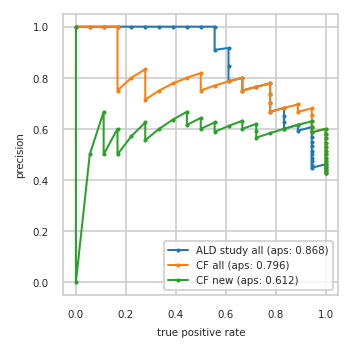 1.0
0.8
0.6
0.4
0.2
0.0
precision
ALD study all (aps: 0.868)
CF all (aps: 0.796)
CF new (aps: 0.612)
0.0 0.2 0.4 0.6 0.8 1.0
true positive rate